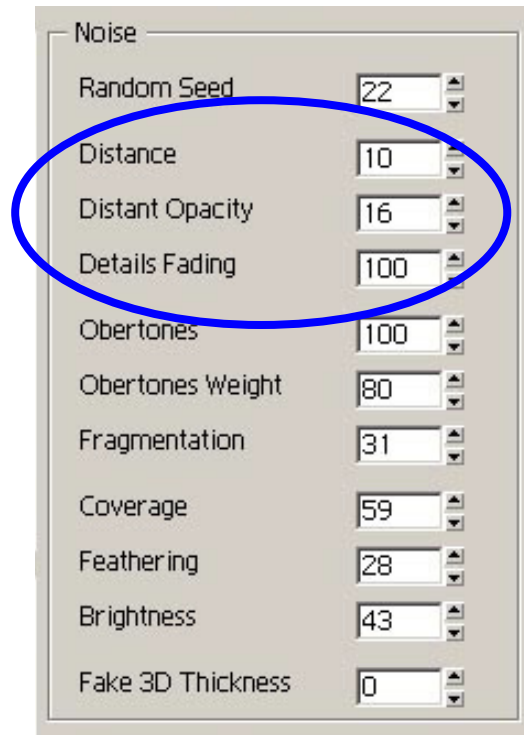 Noise
Random Seed 22
Distance 10
Distant Opacity 16
Details Fading 100
Obertones 100
Obertones Weight 80
Fragmentation 31
Coverage 59
Feathering 28
Brightness 43
Fake 3D Thickness 0